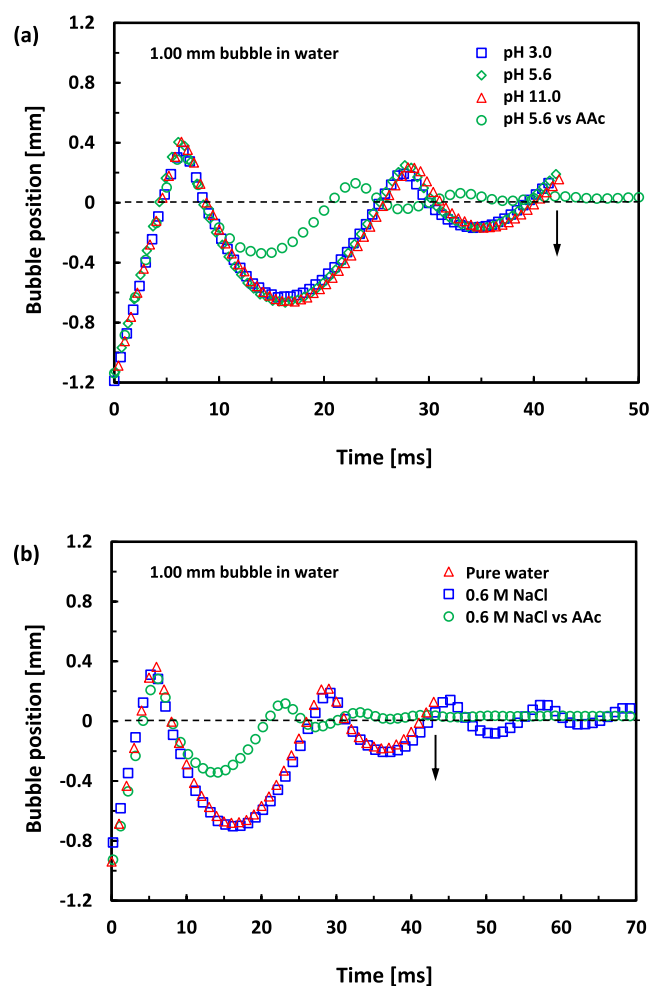 (a)
1.2
0.8
0.4
0
-0.4
-0.8
-1.2
Bubble position [mm]
1.00 mm bubble in water
pH 3.0
pH 5.6
pH 11.0
pH 5.6 vs AAc
0 10 20 30 40 50
Time [ms]
(b)
1.2
0.8
0.4
0
-0.4
-0.8
-1.2
Bubble position [mm]
1.00 mm bubble in water
Pure water
0.6 M NaCl
0.6 M NaCl vs AAc
0 10 20 30 40 50 60 70
Time [ms]